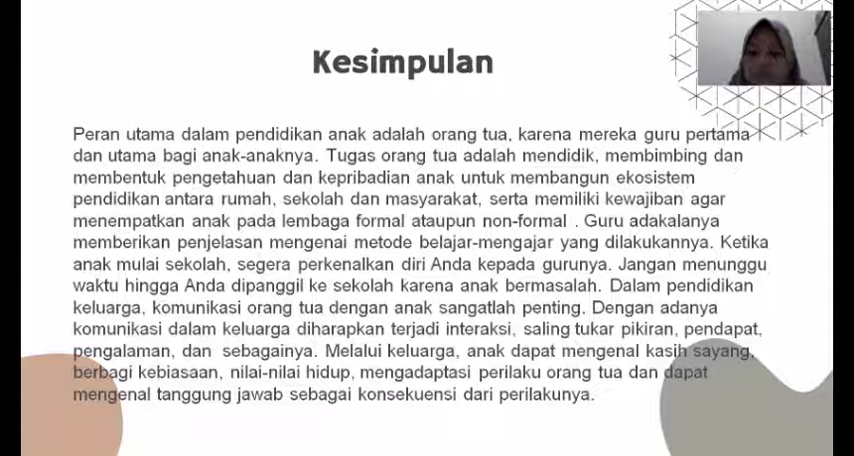 Kesimpulan
Peran utama dalam pendidikan anak adalah orang tua, karena mereka guru pertama
dan utama bagi anak-anaknya. Tugas orang tua adalah mendidik, membimbing dan
membentuk pengetahuan dan kepribadian anak untuk membangun ekosistem
pendidikan antara rumah, sekolah dan masyarakat, serta memiliki kewajiban agar
menempatkan anak pada lembaga formal ataupun non-formal . Guru adakalanya
memberikan penjelasan mengenai metode belajar-mengajar yang dilakukannya. Ketika
anak mulai sekolah, segera perkenalkan diri Anda kepada gurunya. Jangan menunggu
waktu hingga Anda dipanggil ke sekolah karena anak bermasalah. Dalam pendidikan
keluarga, komunikasi orang tua dengan anak sangatlah penting. Dengan adanya
komunikasi dalam keluarga diharapkan terjadi interaksi, saling tukar pikiran, pendapat,
pengalaman, dan sebagainya. Melalui keluarga, anak dapat mengenal kasih sayang,
berbagi kebiasaan, nilai-nilai hidup, mengadaptasi perilaku orang tua dan dapat
mengenal tanggung jawab sebagai konsekuensi dari perilakunya.